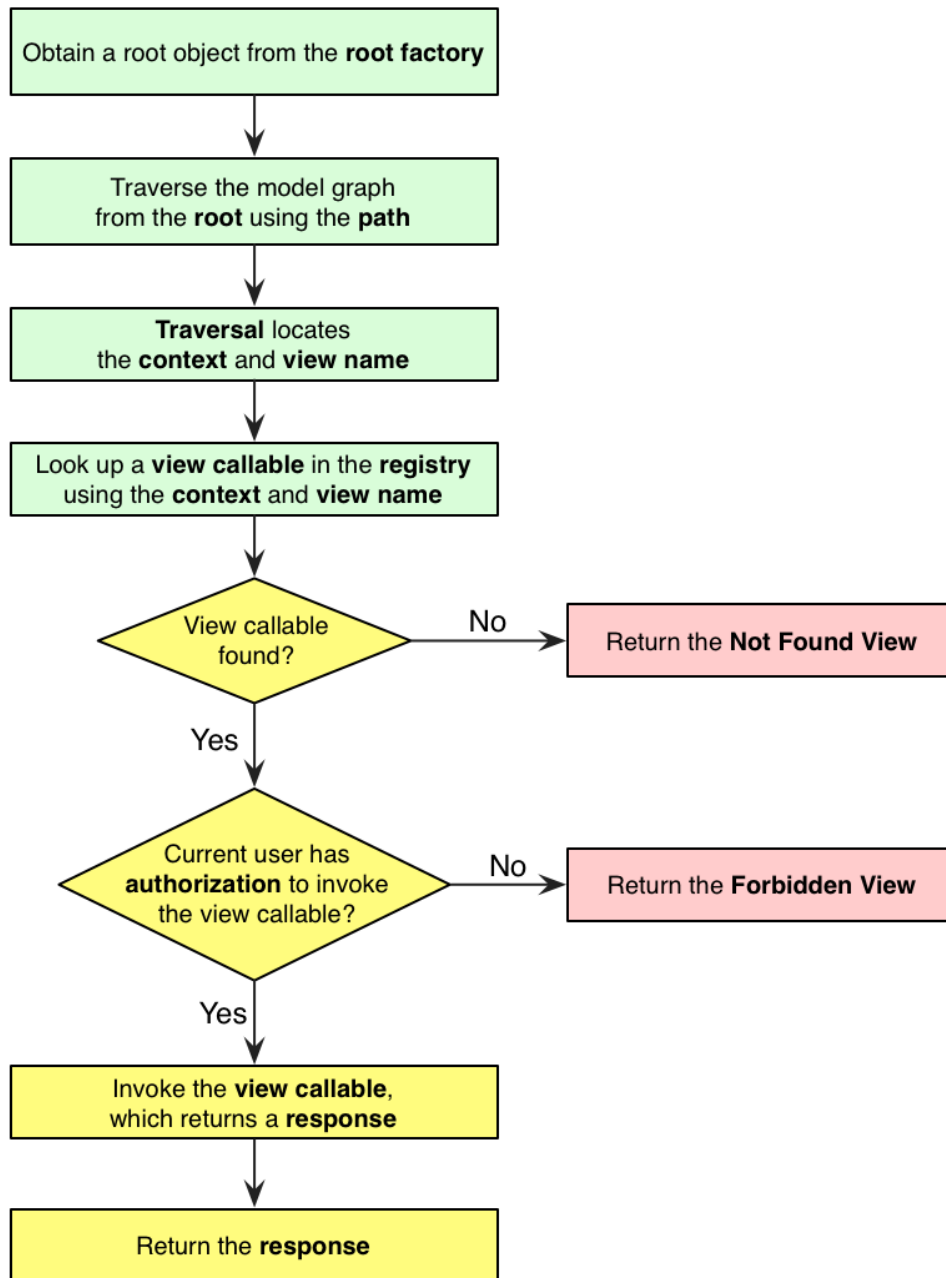 Obtain a root object from the root factory
Traverse the model graph
from the root using the path
Traversal locates
the context and view name
Look up a view callable in the registry
using the context and view name
View callable
found?
No
Return the Not Found View
Yes
Current user has
authorization to invoke
the view callable?
No
Return the Forbidden View
Yes
Invoke the view callable,
which returns a response
Return the response